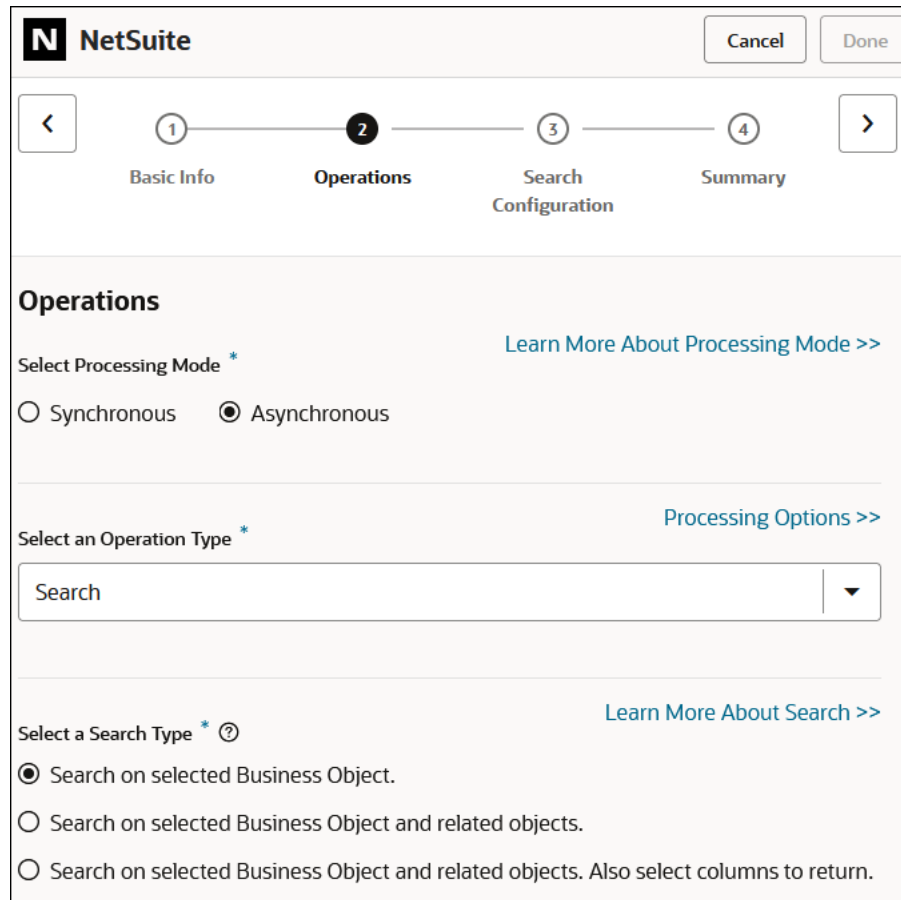 N NetSuite Cancel Done
1 2 3 4
Basic Info Operations Search Configuration Summary
Operations
Learn More About Processing Mode >>
Select Processing Mode *
Synchronous Asynchronous
Processing Options >>
Select an Operation Type *
Search
Learn More About Search >>
Select a Search Type * ?
Search on selected Business Object.
Search on selected Business Object and related objects.
Search on selected Business Object and related objects. Also select columns to return.